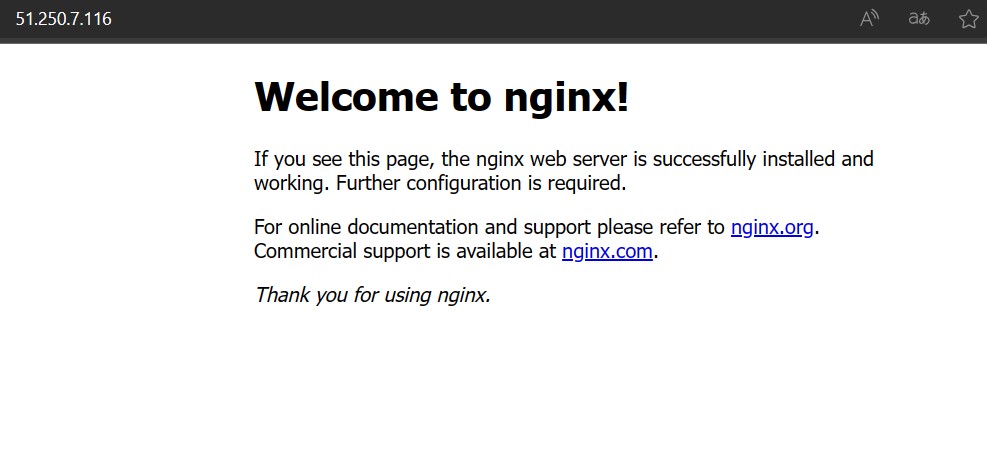 51.250.7.116
Welcome to nginx!
If you see this page, the nginx web server is successfully installed and
working. Further configuration is required.
For online documentation and support please refer to nginx.org.
Commercial support is available at nginx.com.
Thank you for using nginx.